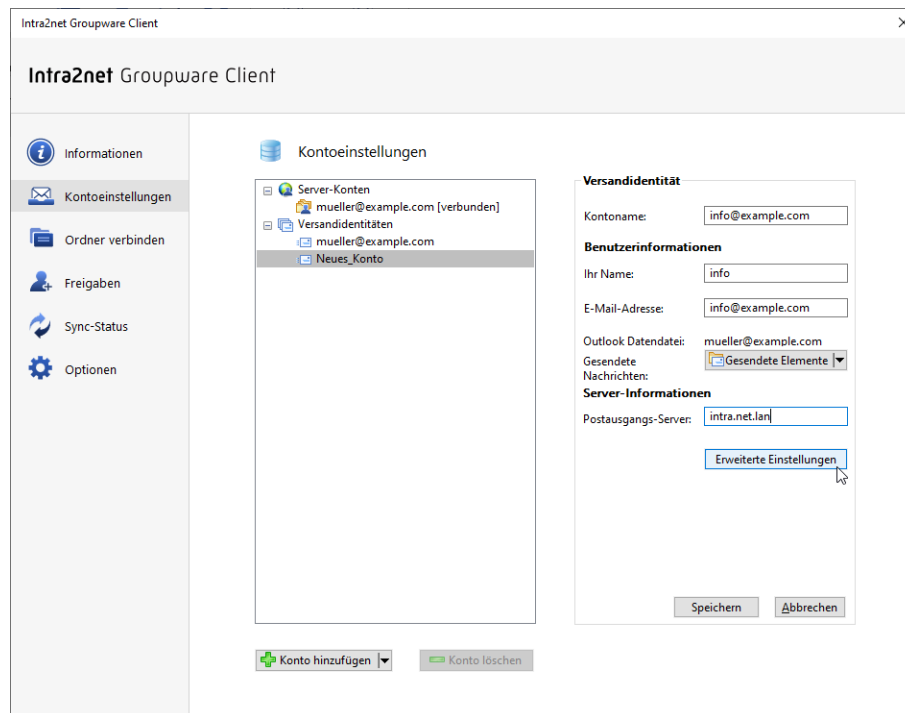 Intra2net Groupware Client
Intra2net Groupware Client
Informationen
Kontoeinstellungen
Ordner verbinden
Freigaben
Sync-Status
Optionen
Kontoeinstellungen
Server-Konten
mueller@example.com [verbunden]
Versandidentitäten
mueller@example.com
Neues_Konto
Konto hinzufügen
Konto löschen
Versandidentität
Kontoname: info@example.com
Benutzerinformationen
Ihr Name: info
E-Mail-Adresse: info@example.com
Outlook Datendatei: mueller@example.com
Gesendete Gesendete Elemente
Nachrichten:
Server-Informationen
Postausgangs-Server: intra.net.lan
Erweiterte Einstellungen
Speichern Abbrechen